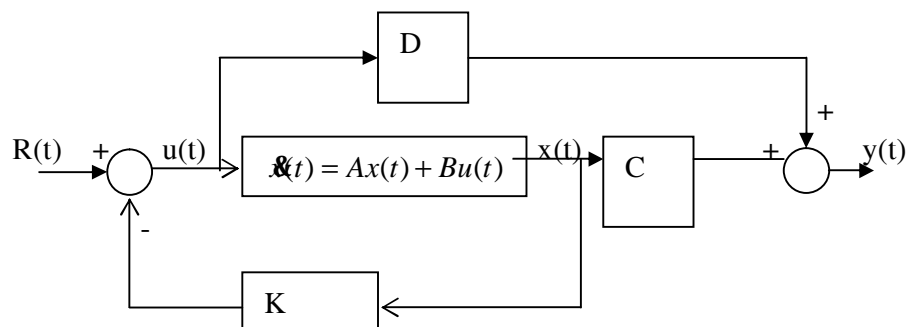 D
+
R(t) + u(t) &(t) = Ax(t) + Bu(t) x(t) C + y(t)
-
K